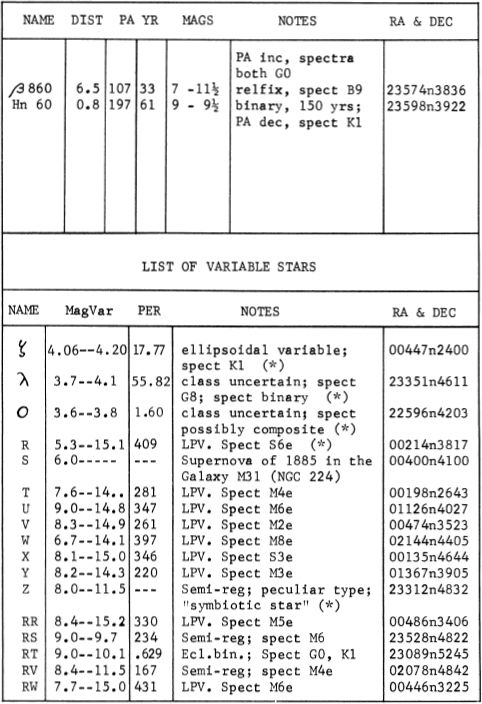 NAME DIST PA YR MAGS NOTES RA & DEC
PA inc, spectra
both G0
β860 6.5 107 33 7 -11½ relfix, spect B9 23574n3836
Hn 60 0.8 197 61 9 - 9½ binary, 150 yrs; 23598n3922
PA dec, spect K1
LIST OF VARIABLE STARS
NAME MagVar PER NOTES RA & DEC
ζ 4.06--4.20 17.77 ellipsoidal variable; 00447n2400
spect K1 (*)
λ 3.7--4.1 55.82 class uncertain; spect 23351n4611
G8; spect binary (*)
ο 3.6--3.8 1.60 class uncertain; spect 22596n4203
possibly composite (*)
R 5.3--15.1 409 LPV. Spect S6e (*) 00214n3817
S 6.0----- --- Supernova of 1885 in the 00400n4100
Galaxy M31 (NGC 224)
T 7.6--14.. 281 LPV. Spect M4e 00198n2643
U 9.0--14.8 347 LPV. Spect M6e 01126n4027
V 8.3--14.9 261 LPV. Spect M2e 00474n3523
W 6.7--14.1 397 LPV. Spect M8e 02144n4405
X 8.1--15.0 346 LPV. Spect S3e 00135n4644
Y 8.2--14.3 220 LPV. Spect M3e 01367n3905
Z 8.0--11.5 --- Semi-reg; peculiar type; 23312n4832
"symbiotic star" (*)
RR 8.4--15.2 330 LPV. Spect M5e 00486n3406
RS 9.0--9.7 234 Semi-reg; spect M6 23528n4822
RT 9.0--10.1 .629 Ecl.bin.; Spect G0, K1 23089n5245
RV 8.4--11.5 167 Semi-reg; spect M4e 02078n4842
RW 7.7--15.0 431 LPV. Spect M6e 00446n3225